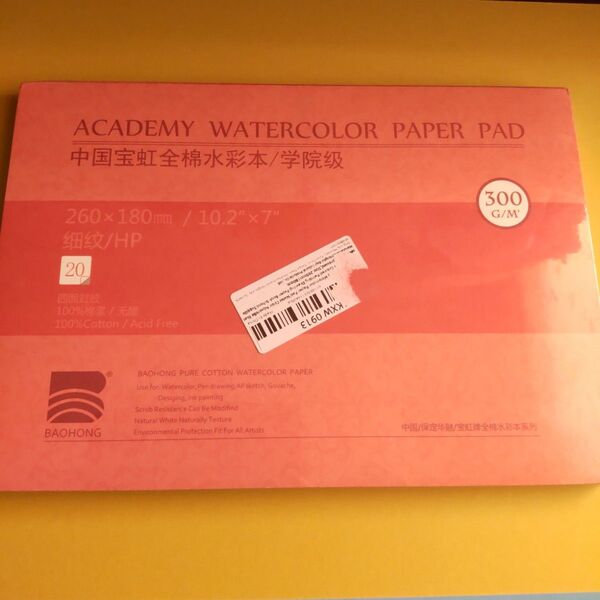 ACADEMY WATERCOLOR PAPER PAD
中国宝虹全棉水彩本/学院级
300
G/M²
260×180mm / 10.2"×7"
细纹/HP
20
四面封胶
100%棉浆 / 无酸
100%Cotton / Acid Free
KXW 0913
BAOHONG
BAOHONG PURE COTTON WATERCOLOR PAPER
Use for: Watercolor,Pen drawing,All sketch, Gouache,
Designing, ink painting
Scrub Resistance Can Be Modified
Natural White Naturally Texture
Environmental Protection Fit For All Artists
中国/保定华融/宝虹牌全棉水彩本系列